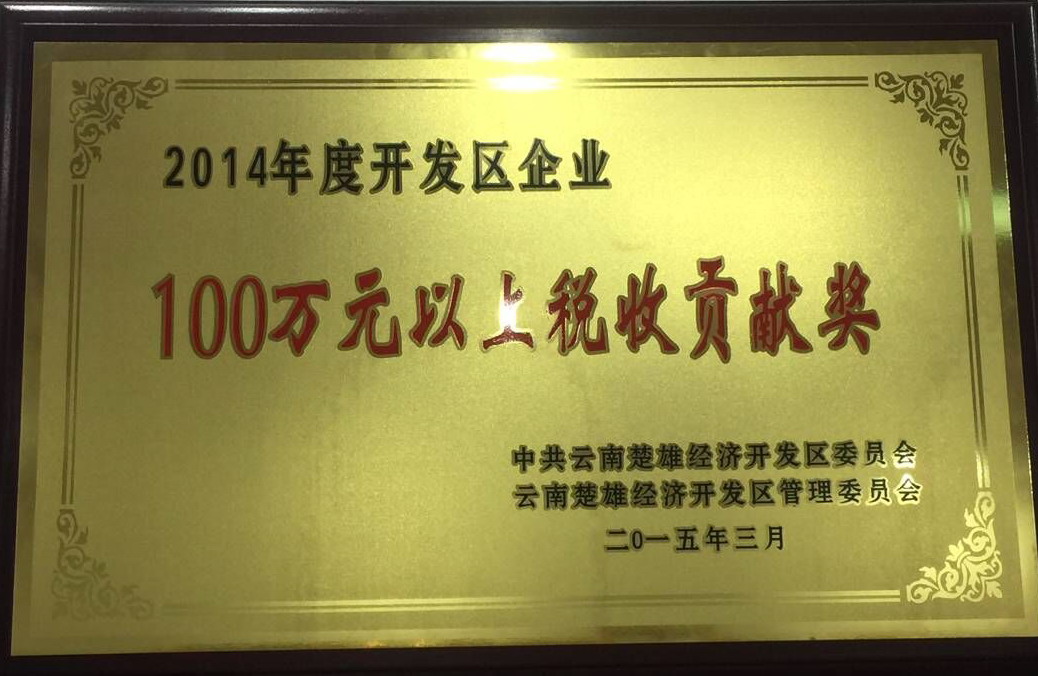 2014年度开发区企业
100万元以上税收贡献奖
中共云南楚雄经济开发区委员会
云南楚雄经济开发区管理委员会
二0一五年三月